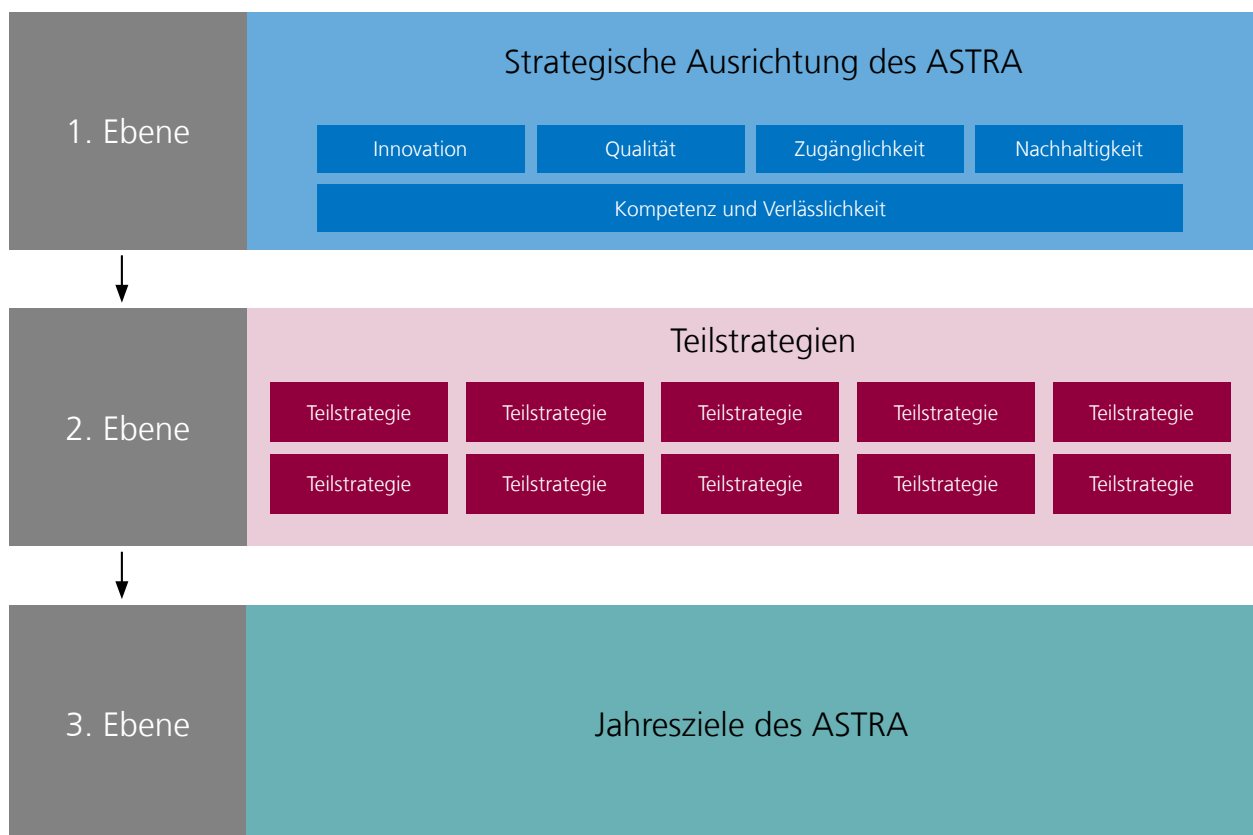 Strategische Ausrichtung des ASTRA
1. Ebene
Innovation
Qualität
Zugänglichkeit
Nachhaltigkeit
Kompetenz und Verlässlichkeit
Teilstrategien
2. Ebene
Teilstrategie
Teilstrategie
Teilstrategie
Teilstrategie
Teilstrategie
Teilstrategie
Teilstrategie
Teilstrategie
Teilstrategie
Teilstrategie
3. Ebene
Jahresziele des ASTRA